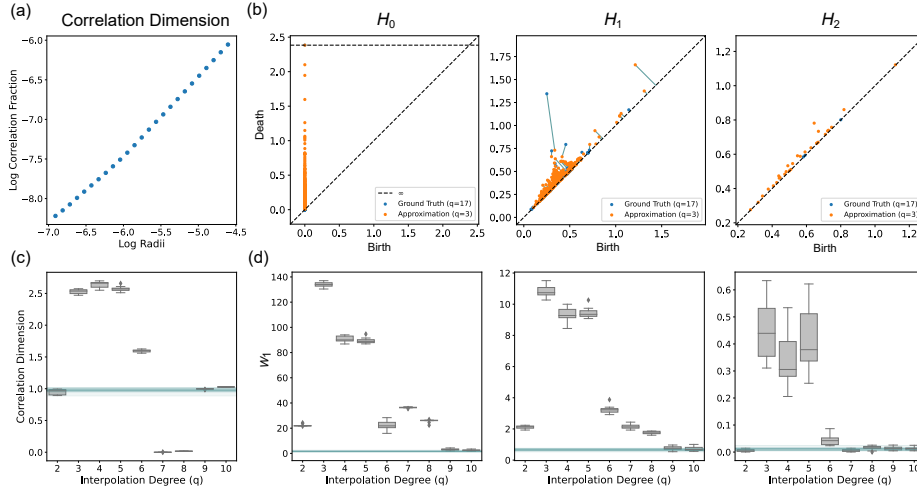 (a)
Correlation Dimension
Log Correlation Fraction
−6.0
−6.5
−7.0
−7.5
−8.0
−7.0 −6.5 −6.0 −5.5 −5.0 −4.5
Log Radii
(b)
H0
Death
2.5
2.0
1.5
1.0
0.5
0.0
∞
Ground Truth (q=17)
Approximation (q=3)
0.0 0.5 1.0 1.5 2.0 2.5
Birth
H1
1.75
1.50
1.25
1.00
0.75
0.50
0.25
0.00
Ground Truth (q=17)
Approximation (q=3)
0.0 0.5 1.0 1.5
Birth
H2
1.2
1.0
0.8
0.6
0.4
0.2
Ground Truth (q=17)
Approximation (q=3)
0.2 0.4 0.6 0.8 1.0 1.2
Birth
(c)
Correlation Dimension
2.5
2.0
1.5
1.0
0.5
0.0
2 3 4 5 6 7 8 9 10
Interpolation Degree (q)
(d)
W1
140
120
100
80
60
40
20
0
2 3 4 5 6 7 8 9 10
Interpolation Degree (q)
12
10
8
6
4
2
0
2 3 4 5 6 7 8 9 10
Interpolation Degree (q)
0.6
0.4
0.2
0.0
2 3 4 5 6 7 8 9 10
Interpolation Degree (q)